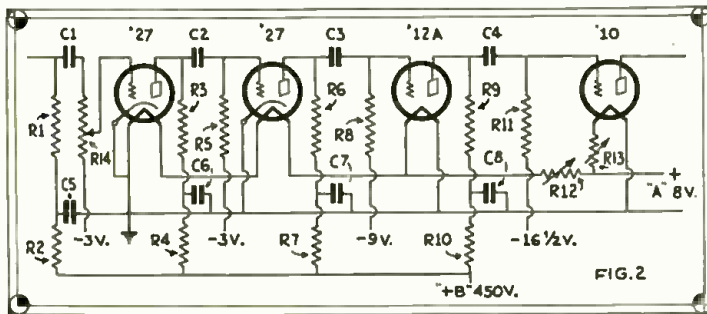 C1 '27 C2 '27 C3 '12A C4 '10
R1 R14 R3 R5 R6 R8 R9 R11
C5 C6 C7 C8 R12 R13 + "A" 8V.
R2 -3V. R4 -3V. R7 -9V. R10 -16½V.
"+B" 450V.
FIG.2